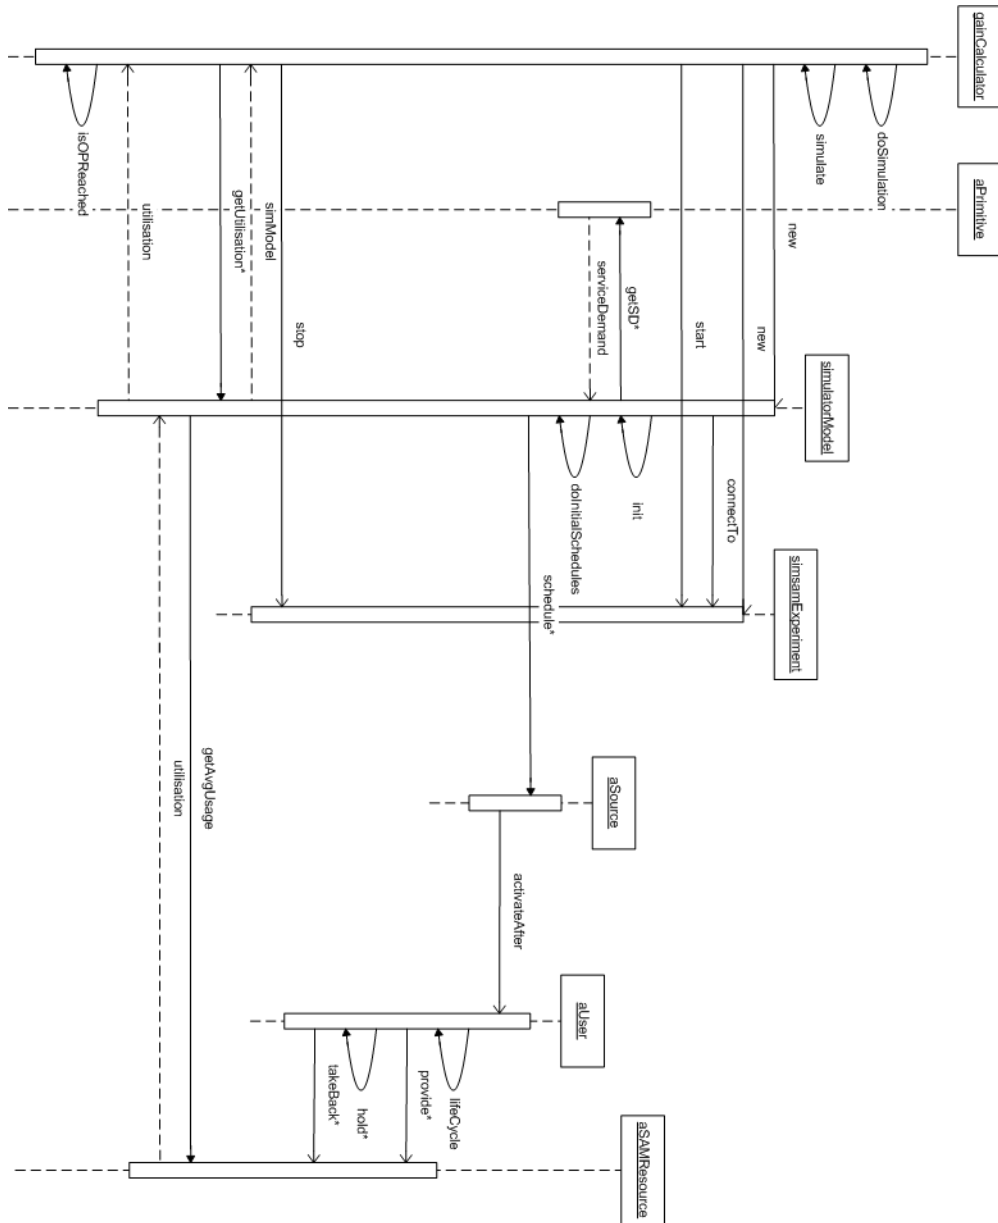 gainCalculator
aPrimitive
simulatorModel
simsamExperiment
aSource
aUser
aSAMResource
doSimulation
simulate
new
new
connectTo
start
init
getSD*
serviceDemand
doInitialSchedules
schedule*
activateAfter
lifeCycle
provide*
hold*
takeBack*
stop
simModel
getUtilisation*
getAvgUsage
utilisation
utilisation
isOPReached